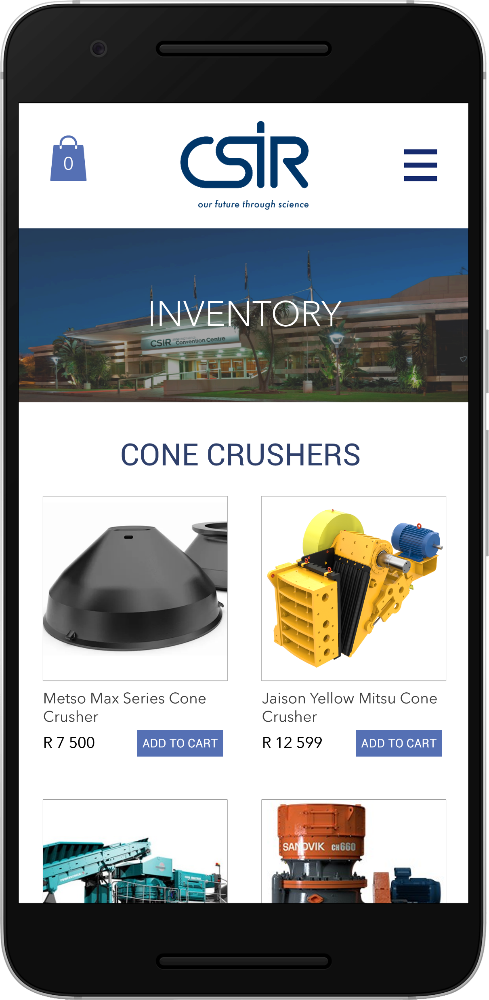 0
CSIR
our future through science
INVENTORY
CSIR international
Convention Centre
CONE CRUSHERS
Metso Max Series Cone
Crusher
R 7 500
ADD TO CART
Jaison Yellow Mitsu Cone
Crusher
R 12 599
ADD TO CART
POWERSCREEN
SANDVIK CH660